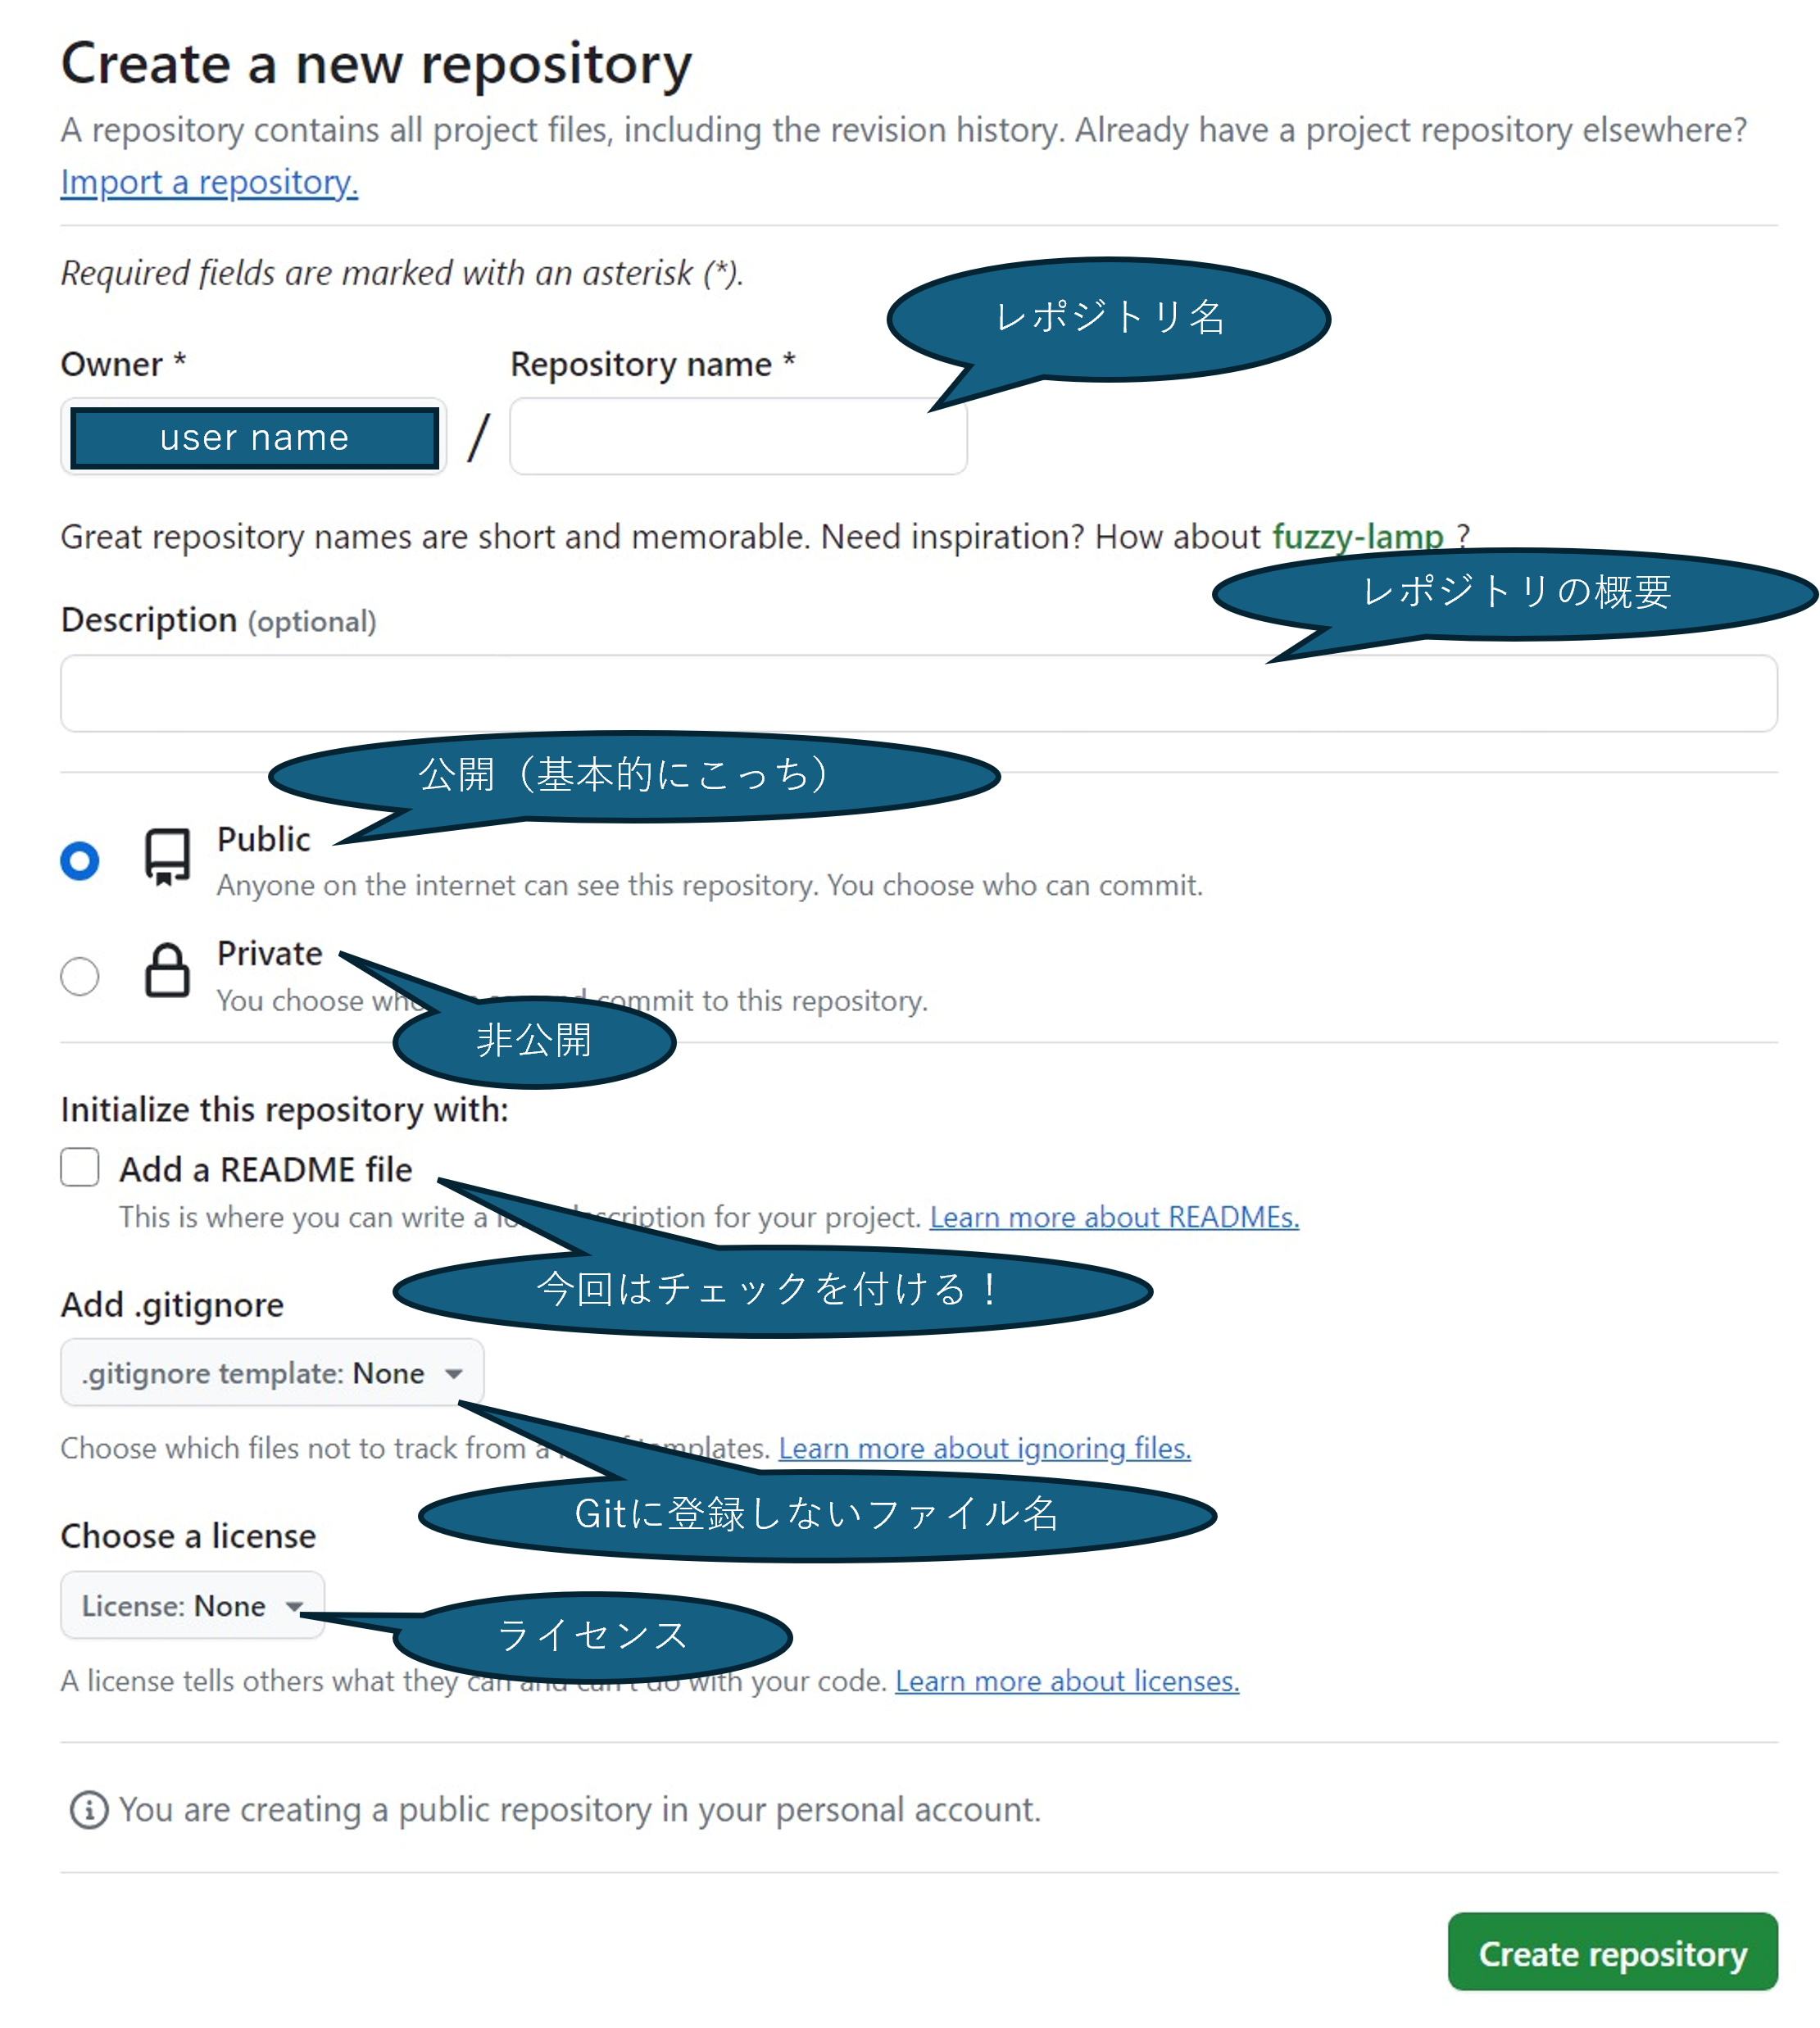 Create a new repository
A repository contains all project files, including the revision history. Already have a project repository elsewhere?
Import a repository.
Required fields are marked with an asterisk (*).
レポジトリ名
Owner *
Repository name *
user name
/
Great repository names are short and memorable. Need inspiration? How about fuzzy-lamp ?
レポジトリの概要
Description (optional)
公開（基本的にこっち）
Public
Anyone on the internet can see this repository. You choose who can commit.
Private
You choose commit to this repository.
非公開
Initialize this repository with:
Add a README file
This is where you can write a for your project. Learn more about READMEs.
今回はチェックを付ける！
Add .gitignore
.gitignore template: None
Choose which files not to track from a templates. Learn more about ignoring files.
Gitに登録しないファイル名
Choose a license
License: None
ライセンス
A license tells others what they can and can't do with your code. Learn more about licenses.
You are creating a public repository in your personal account.
Create repository